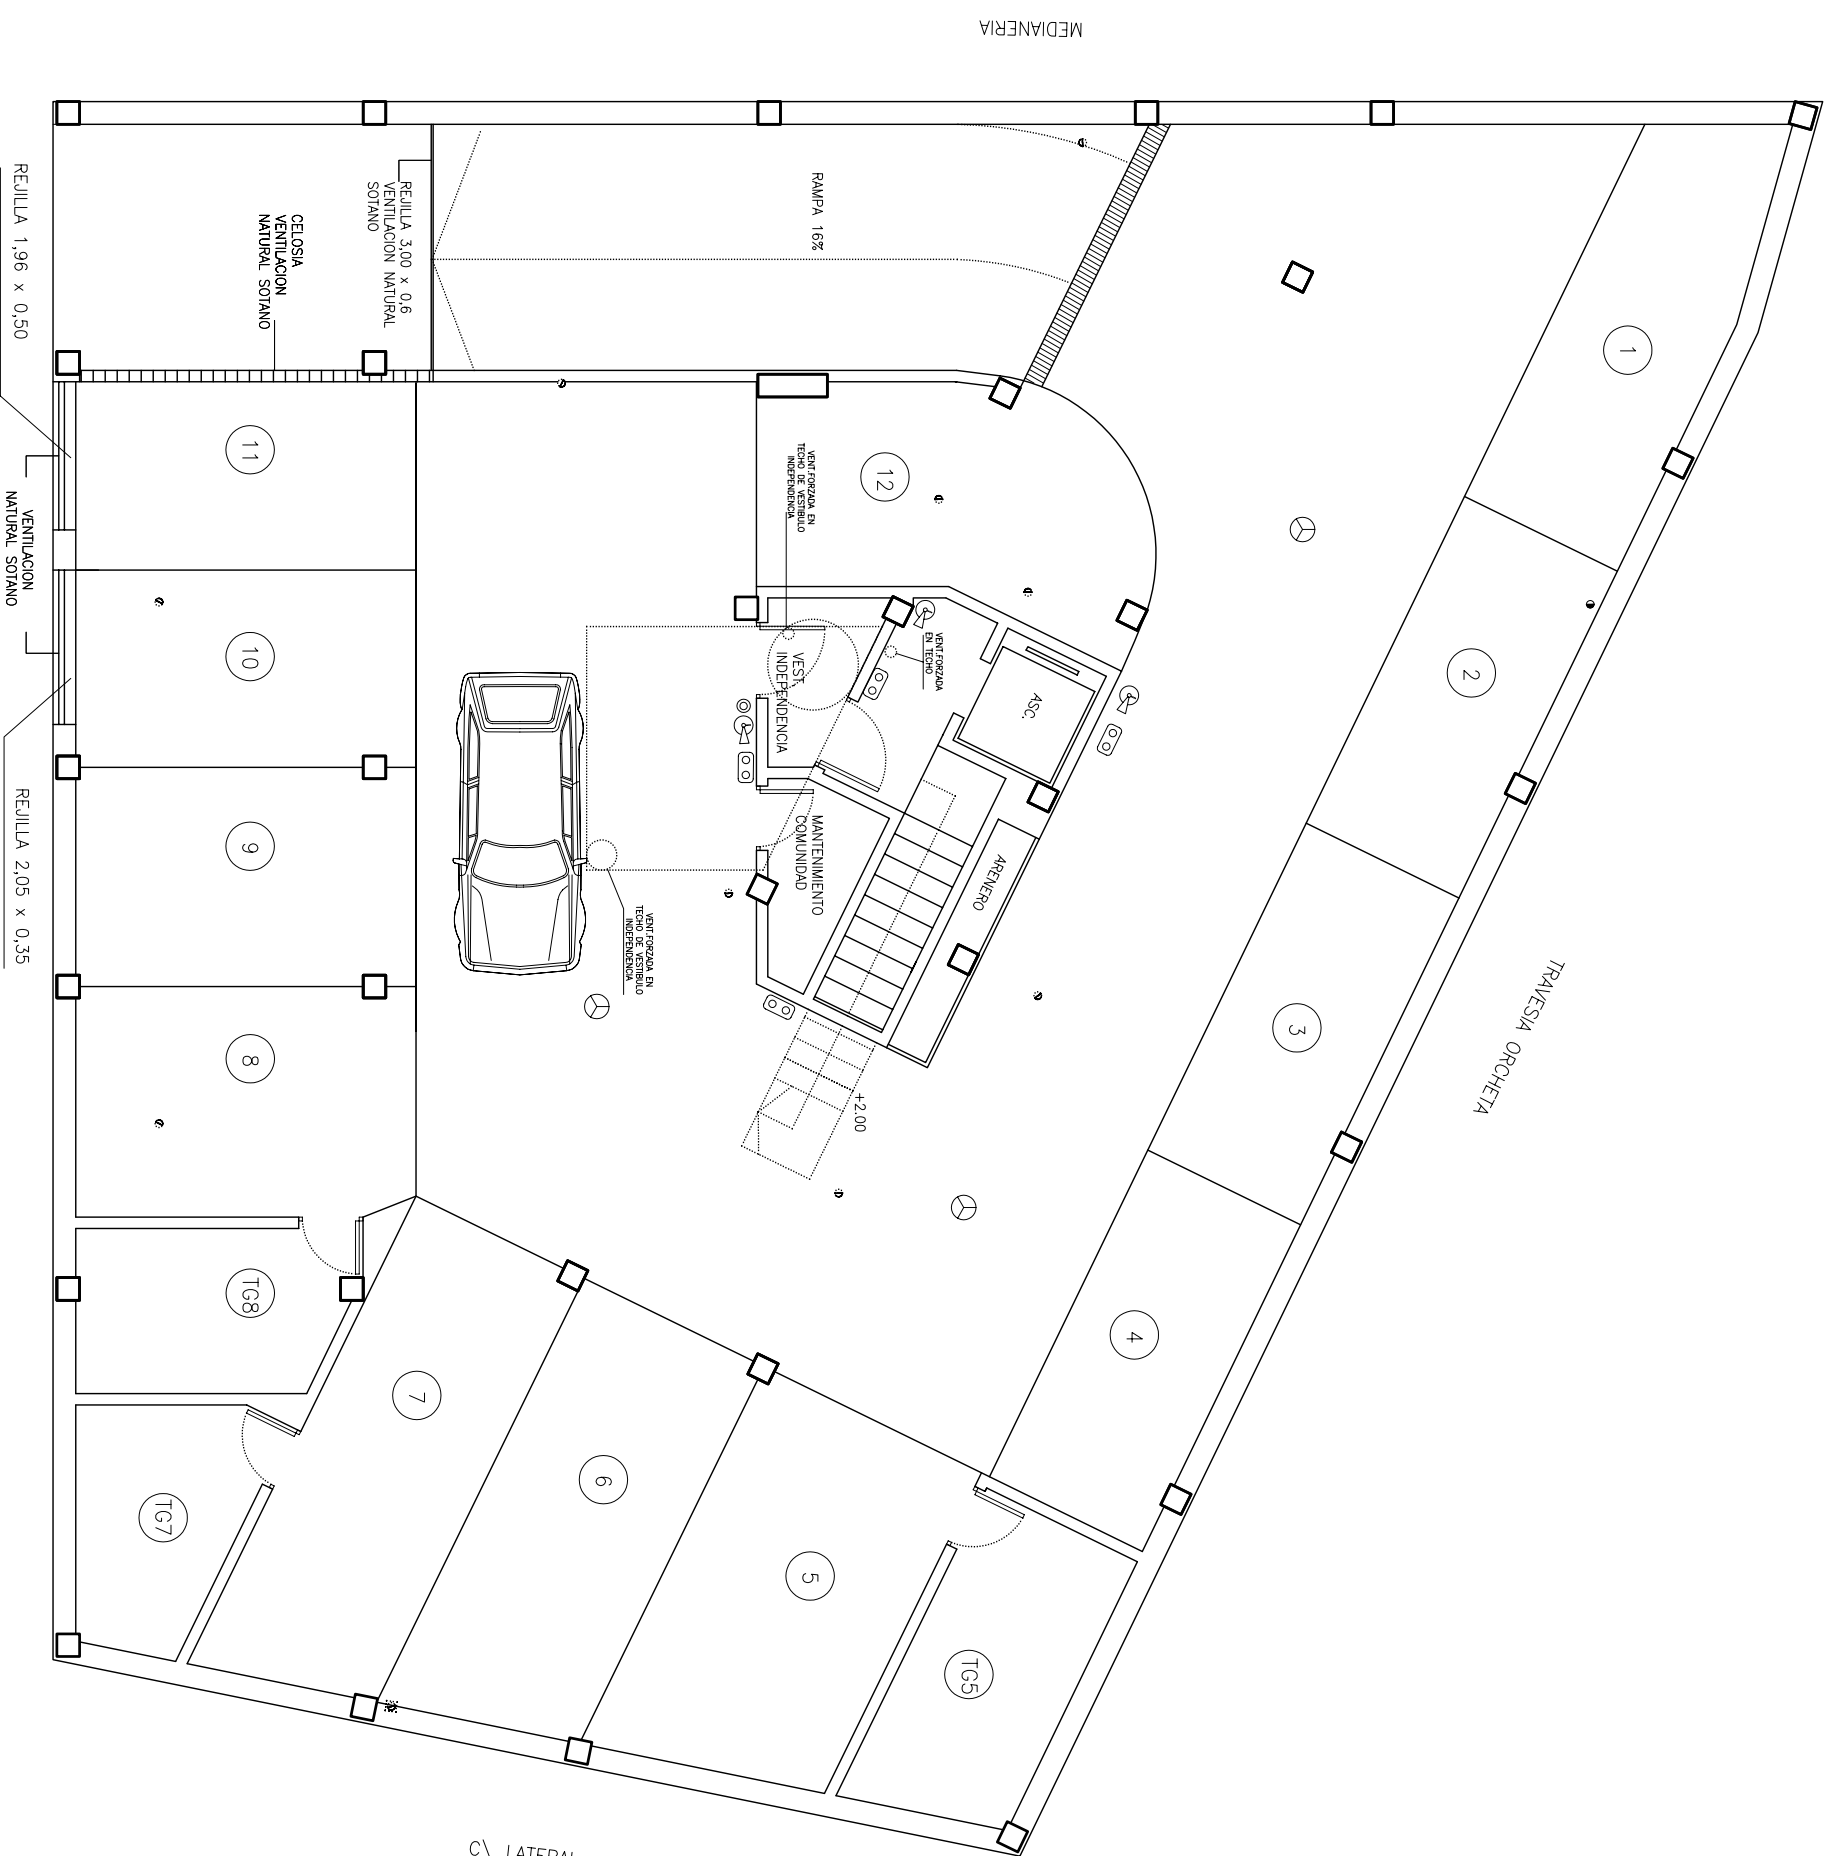 MEDIANERIA
RAMPA 16%
REJILLA 3,00 x 0,6
VENTILACION NATURAL
SOTANO
CELOSIA
VENTILACION
NATURAL SOTANO
REJILLA 1,96 x 0,50
VENTILACION
NATURAL SOTANO
REJILLA 2,05 x 0,35
1
2
3
4
5
6
7
8
9
10
11
12
VENT.FORZADA EN
TECHO DE VESTIBULO
INDEPENDENCIA
VENT.FORZADA
EN TECHO
VEST.
INDEPENDENCIA
ASC.
MANTENIMIENTO
COMUNIDAD
ARENERO
VENT.FORZADA EN
TECHO DE VESTIBULO
INDEPENDENCIA
+2.00
TRAVESIA ORCHETA
TG8
TG7
TG5
C\ LATERAL